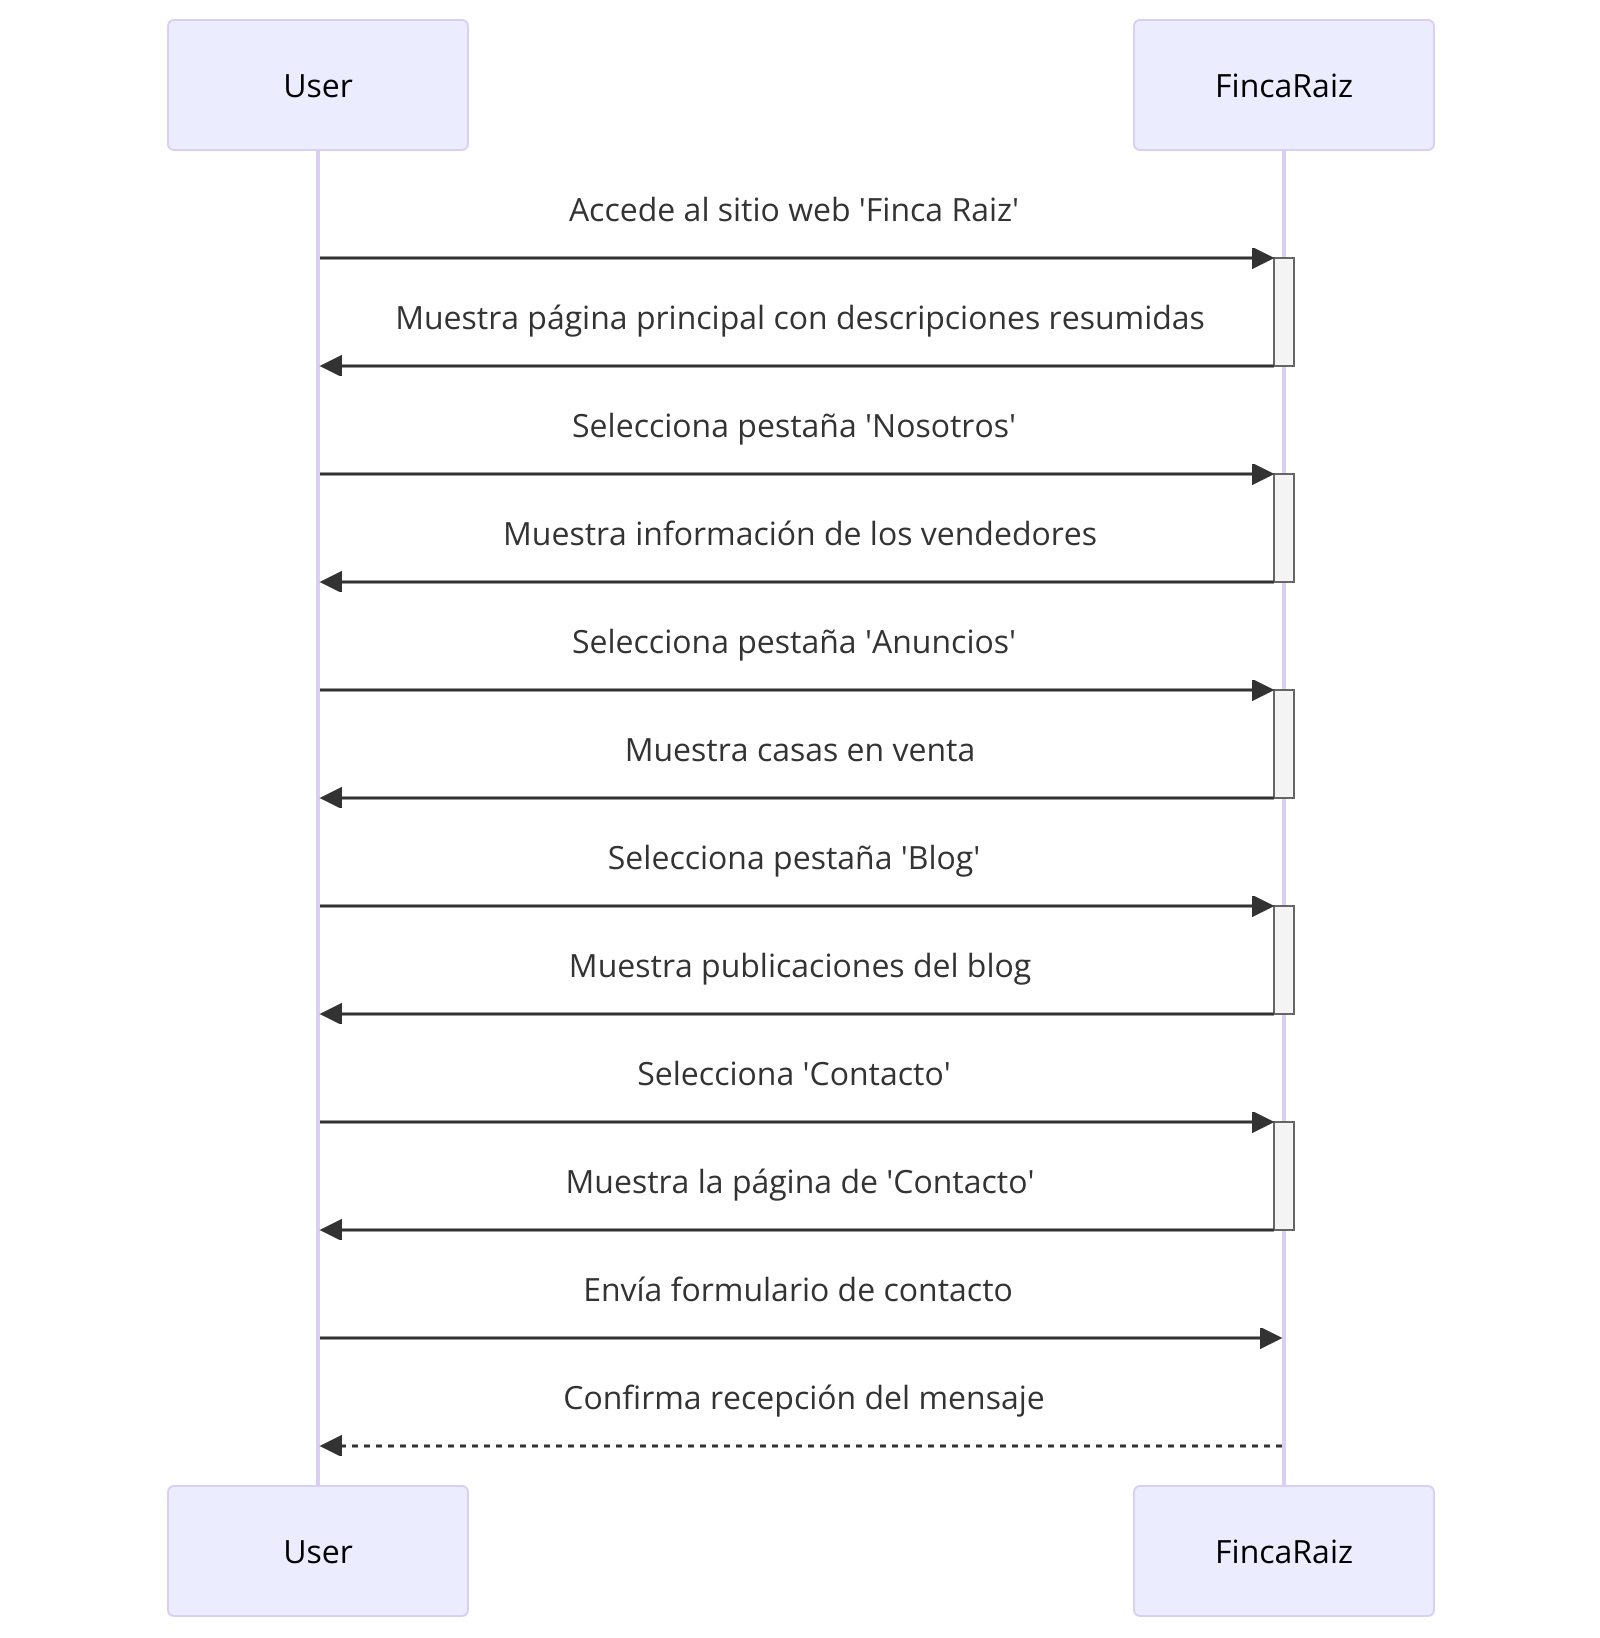 User
FincaRaiz
Accede al sitio web 'Finca Raiz'
Muestra página principal con descripciones resumidas
Selecciona pestaña 'Nosotros'
Muestra información de los vendedores
Selecciona pestaña 'Anuncios'
Muestra casas en venta
Selecciona pestaña 'Blog'
Muestra publicaciones del blog
Selecciona 'Contacto'
Muestra la página de 'Contacto'
Envía formulario de contacto
Confirma recepción del mensaje
User
FincaRaiz